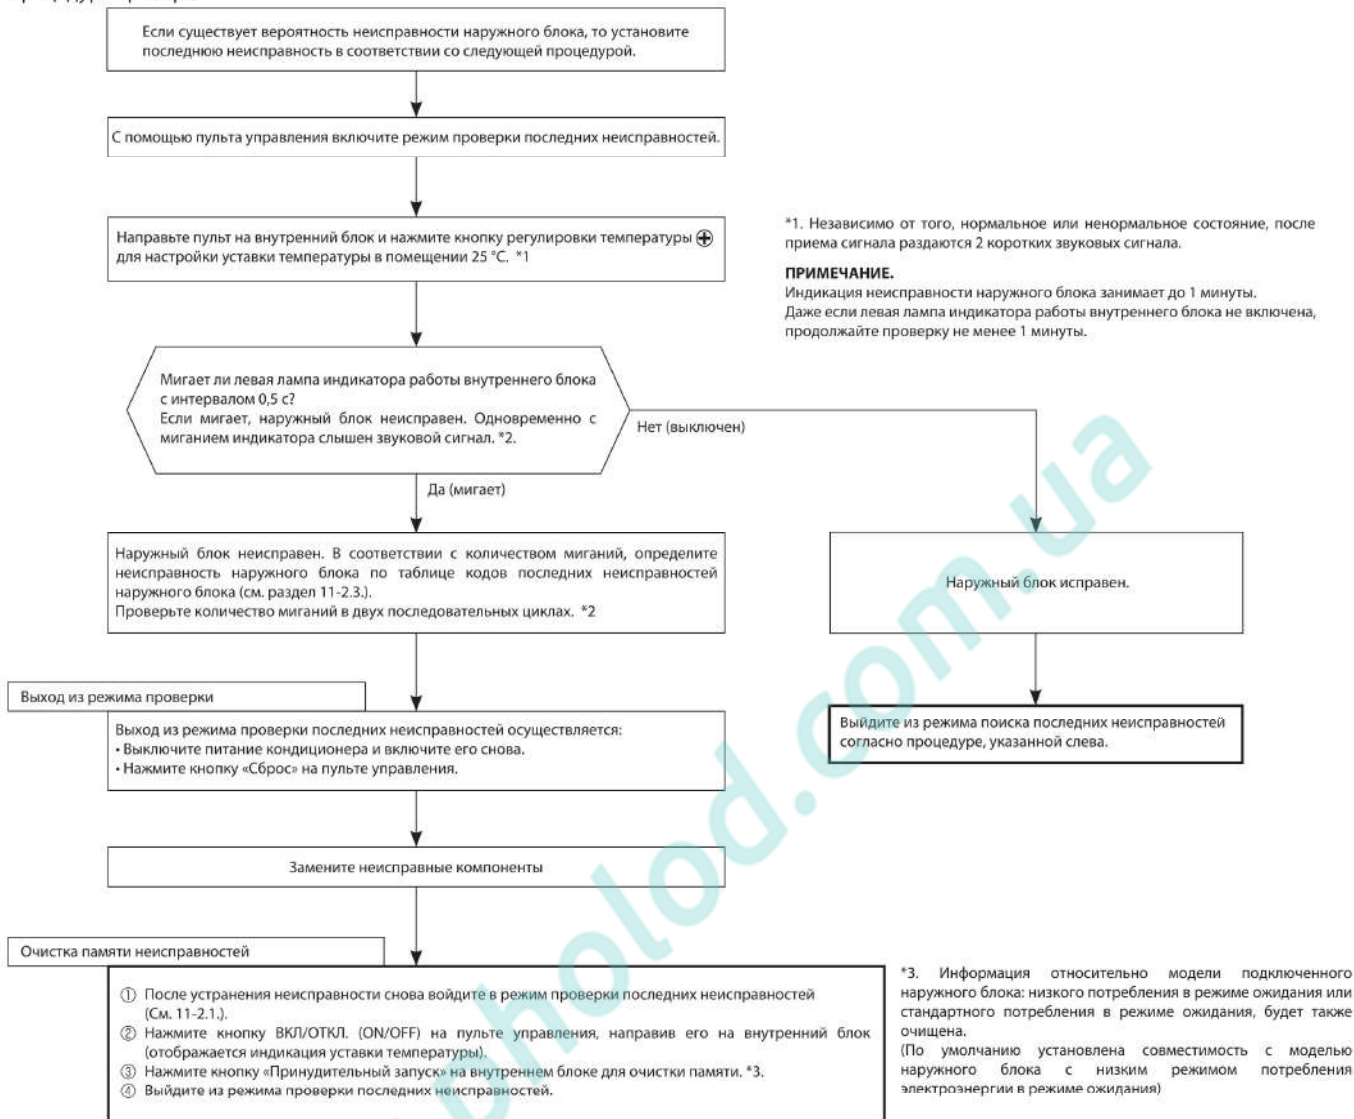 Если существует вероятность неисправности наружного блока, то установите
последнюю неисправность в соответствии со следующей процедурой.
С помощью пульта управления включите режим проверки последних неисправностей.
Направьте пульт на внутренний блок и нажмите кнопку регулировки температуры ⊕
для настройки уставки температуры в помещении 25 °C. *1
*1. Независимо от того, нормальное или ненормальное состояние, после
приема сигнала раздаются 2 коротких звуковых сигнала.
ПРИМЕЧАНИЕ.
Индикация неисправности наружного блока занимает до 1 минуты.
Даже если левая лампа индикатора работы внутреннего блока не включена,
продолжайте проверку не менее 1 минуты.
Мигает ли левая лампа индикатора работы внутреннего блока
с интервалом 0,5 с?
Если мигает, наружный блок неисправен. Одновременно с
миганием индикатора слышен звуковой сигнал. *2.
Нет (выключен)
Да (мигает)
Наружный блок неисправен. В соответствии с количеством миганий, определите
неисправность наружного блока по таблице кодов последних неисправностей
наружного блока (см. раздел 11-2.3.).
Проверьте количество миганий в двух последовательных циклах. *2
Наружный блок исправен.
Выход из режима проверки
Выход из режима проверки последних неисправностей осуществляется:
• Выключите питание кондиционера и включите его снова.
• Нажмите кнопку «Сброс» на пульте управления.
Выйдите из режима поиска последних неисправностей
согласно процедуре, указанной слева.
Замените неисправные компоненты
Очистка памяти неисправностей
① После устранения неисправности снова войдите в режим проверки последних неисправностей
(См. 11-2.1.).
② Нажмите кнопку ВКЛ/ОТКЛ. (ON/OFF) на пульте управления, направив его на внутренний блок
(отображается индикация уставки температуры).
③ Нажмите кнопку «Принудительный запуск» на внутреннем блоке для очистки памяти. *3.
④ Выйдите из режима проверки последних неисправностей.
*3. Информация относительно модели подключенного
наружного блока: низкого потребления в режиме ожидания или
стандартного потребления в режиме ожидания, будет также
очищена.
(По умолчанию установлена совместимость с моделью
наружного блока с низким режимом потребления
электроэнергии в режиме ожидания)
pholod.com.ua